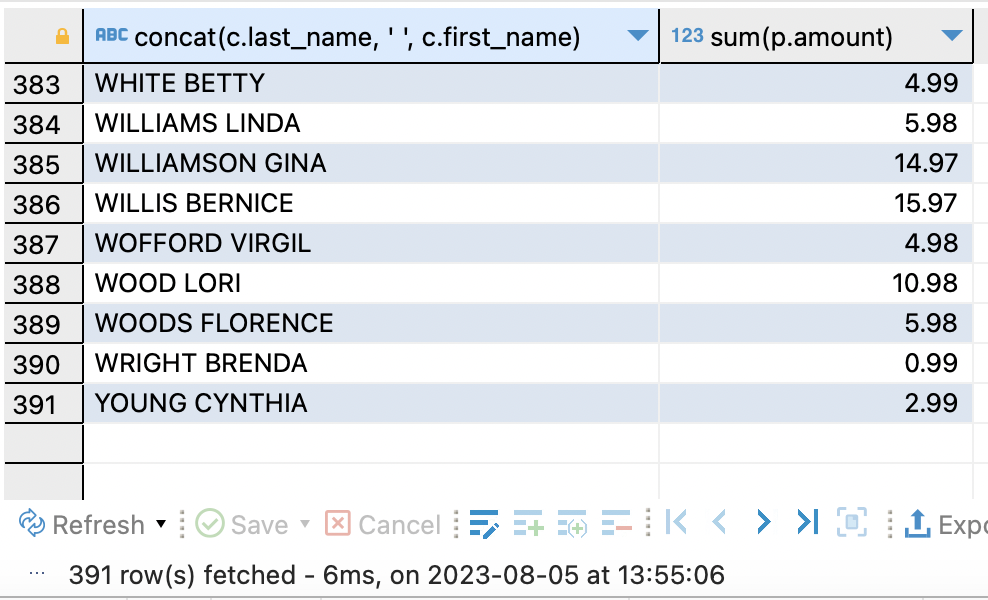 ABC concat(c.last_name, ' ', c.first_name) 123 sum(p.amount)
383 WHITE BETTY 4.99
384 WILLIAMS LINDA 5.98
385 WILLIAMSON GINA 14.97
386 WILLIS BERNICE 15.97
387 WOFFORD VIRGIL 4.98
388 WOOD LORI 10.98
389 WOODS FLORENCE 5.98
390 WRIGHT BRENDA 0.99
391 YOUNG CYNTHIA 2.99
Refresh Save Cancel Expo
... 391 row(s) fetched - 6ms, on 2023-08-05 at 13:55:06